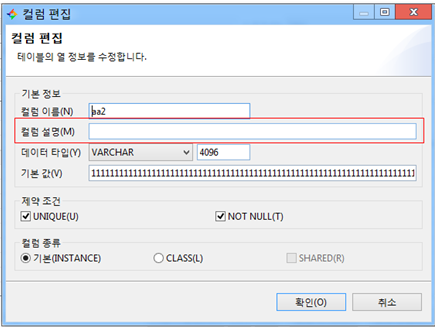 컬럼 편집
컬럼 편집
테이블의 열 정보를 수정합니다.
기본 정보
컬럼 이름(N) aa2
컬럼 설명(M)
데이터 타입(Y) VARCHAR 4096
기본 값(V)
제약 조건
UNIQUE(U) NOT NULL(T)
컬럼 종류
기본(INSTANCE) CLASS(L) SHARED(R)
확인(O) 취소